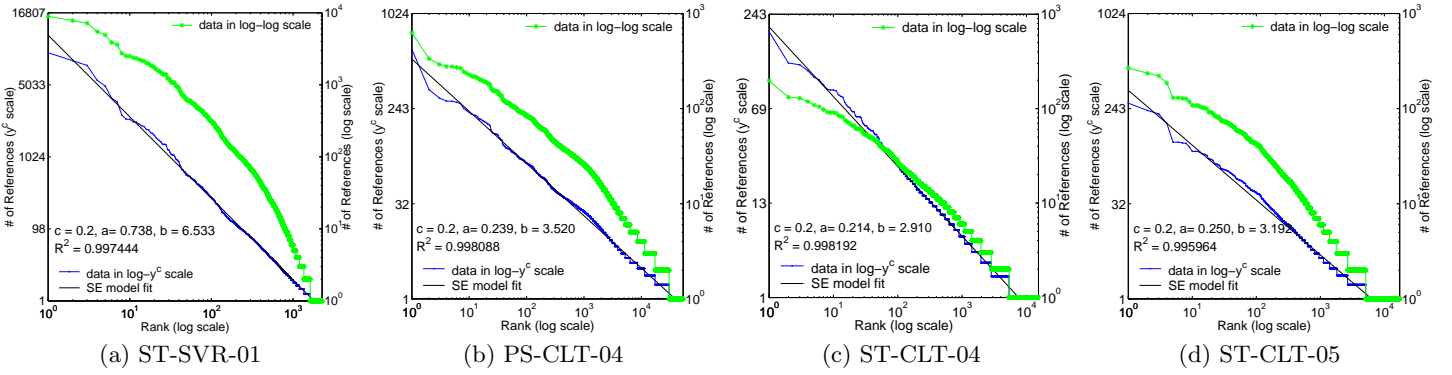 16807
5033
1024
98
1
# of References (y^c scale)
data in log−log scale
c = 0.2, a= 0.738, b = 6.533
R^2 = 0.997444
data in log−y^c scale
SE model fit
10^4
10^3
10^2
10^1
10^0
# of References (log scale)
10^0 10^1 10^2 10^3
Rank (log scale)
(a) ST-SVR-01
1024
243
32
1
# of References (y^c scale)
data in log−log scale
c = 0.2, a= 0.239, b = 3.520
R^2 = 0.998088
data in log−y^c scale
SE model fit
10^3
10^2
10^1
10^0
# of References (log scale)
10^0 10^1 10^2 10^3 10^4
Rank (log scale)
(b) PS-CLT-04
243
69
13
1
# of References (y^c scale)
data in log−log scale
c = 0.2, a= 0.214, b = 2.910
R^2 = 0.998192
data in log−y^c scale
SE model fit
10^3
10^2
10^1
10^0
# of References (log scale)
10^0 10^1 10^2 10^3 10^4
Rank (log scale)
(c) ST-CLT-04
1024
243
32
1
# of References (y^c scale)
data in log−log scale
c = 0.2, a= 0.250, b = 3.192
R^2 = 0.995964
data in log−y^c scale
SE model fit
10^3
10^2
10^1
10^0
# of References (log scale)
10^0 10^1 10^2 10^3 10^4
Rank (log scale)
(d) ST-CLT-05